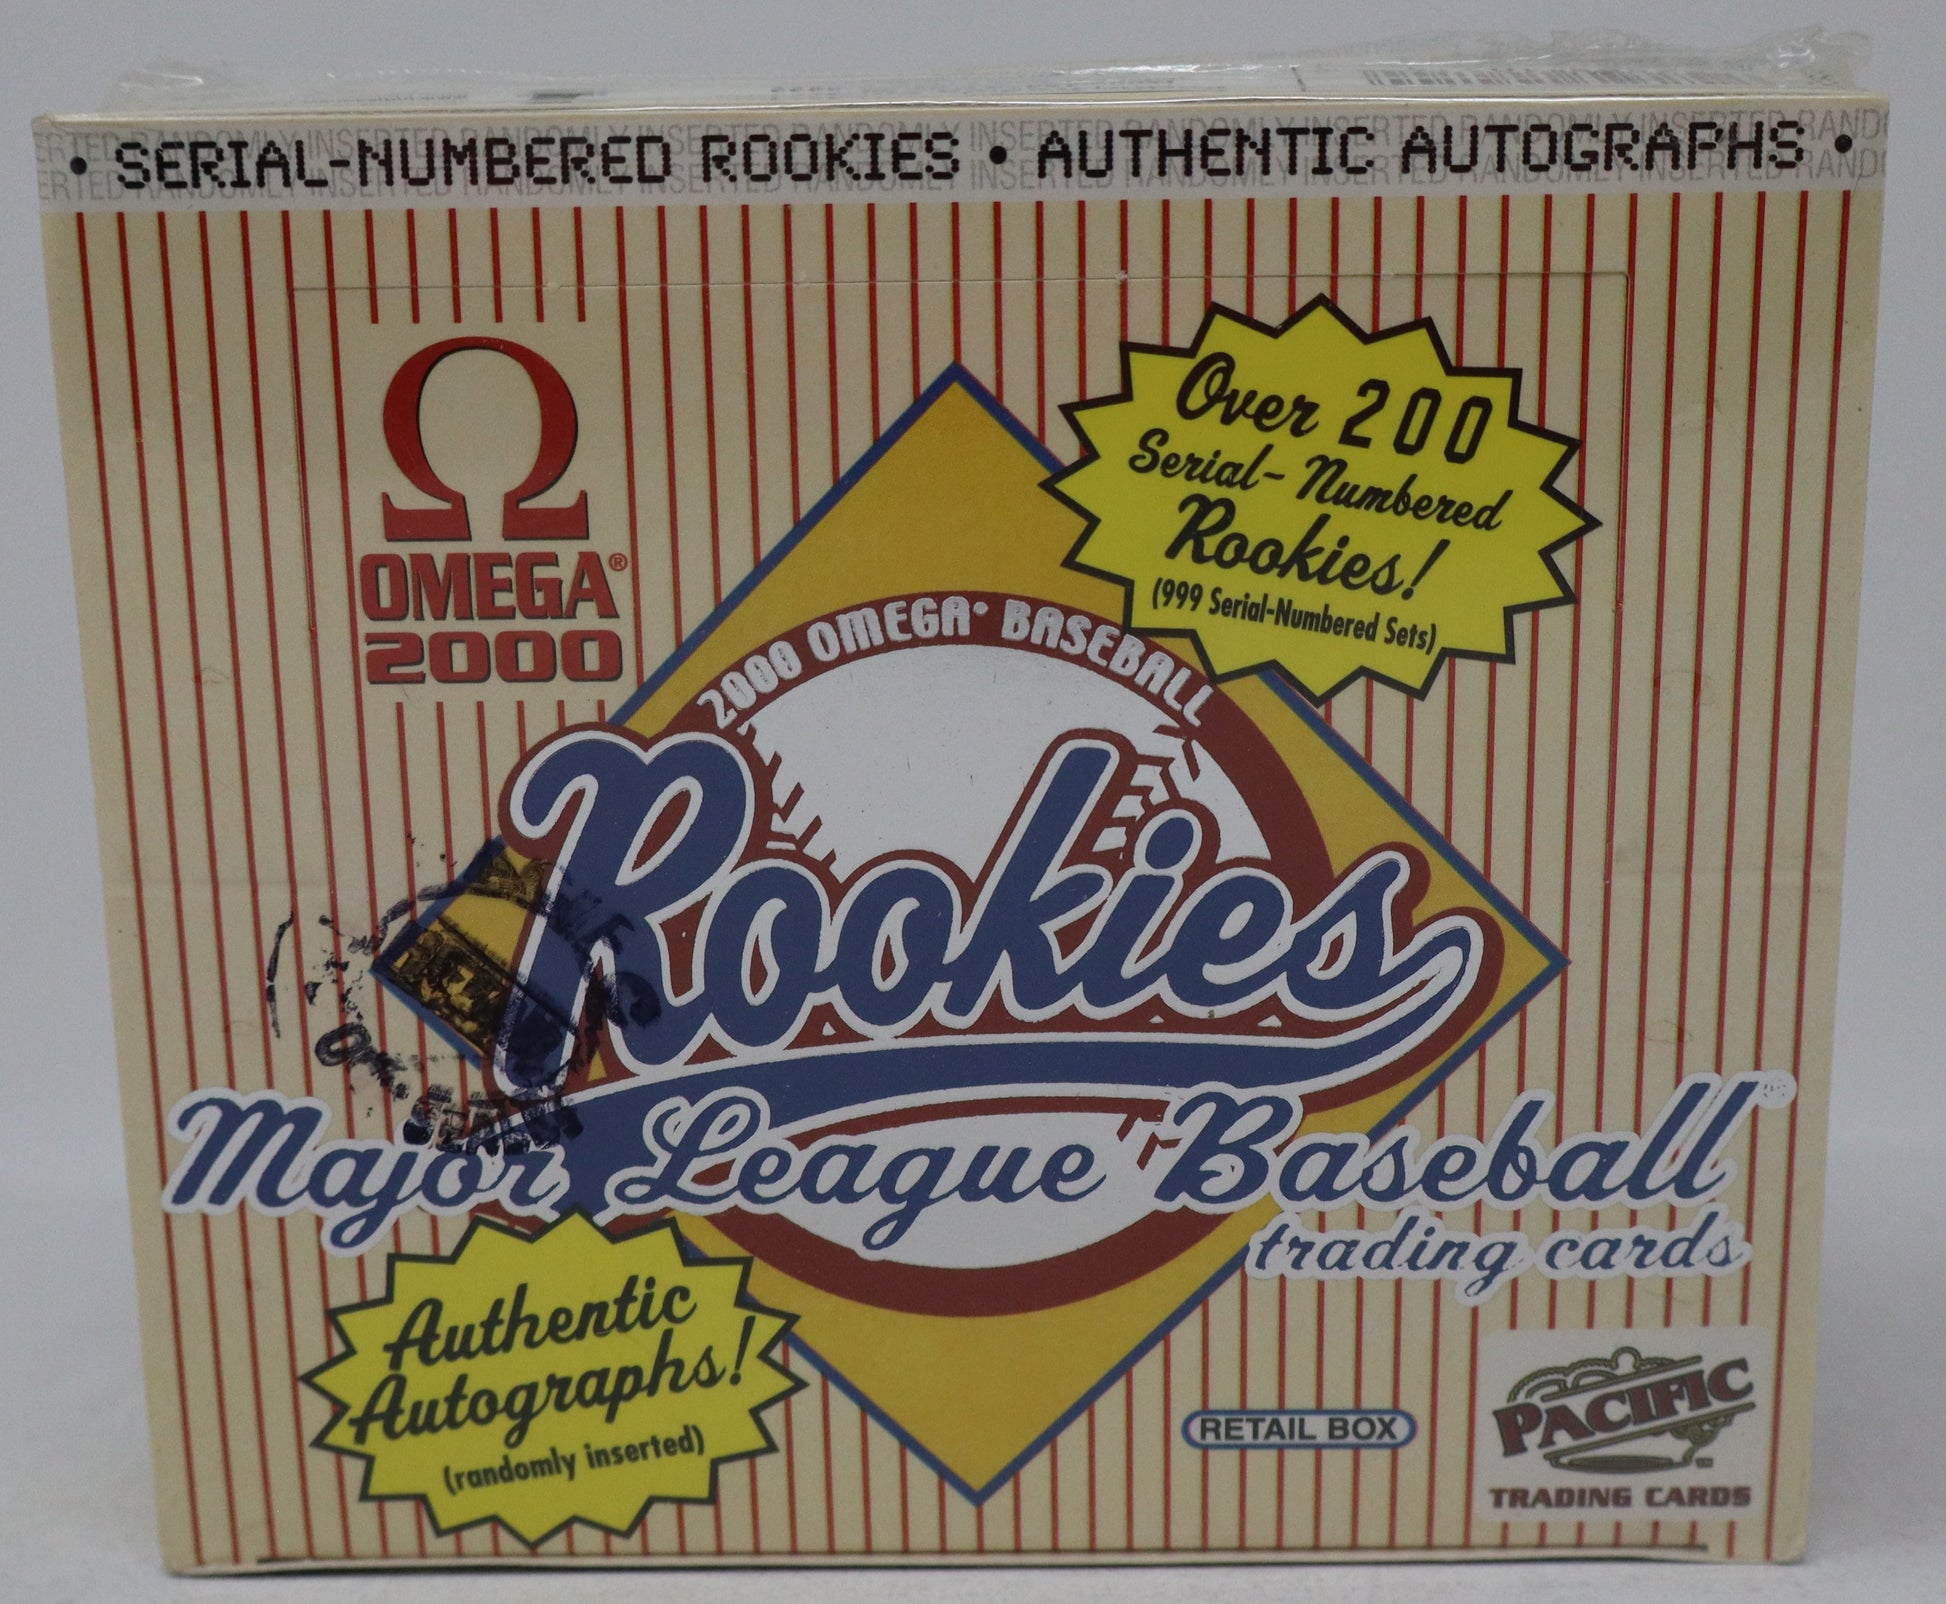 • SERIAL-NUMBERED ROOKIES • AUTHENTIC AUTOGRAPHS •
Ω
OMEGA®
2000
Over 200
Serial-Numbered
Rookies!
(999 Serial-Numbered Sets)
2000 OMEGA® BASEBALL
Rookies
Major League Baseball®
trading cards
Authentic
Autographs!
(randomly inserted)
RETAIL BOX
PACIFIC™
TRADING CARDS